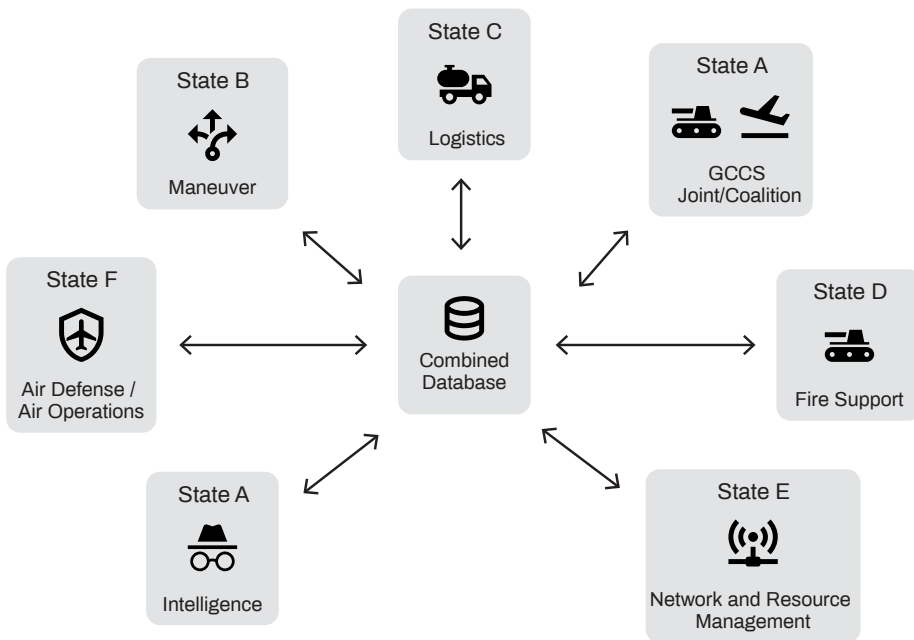 State C
Logistics
State B
Maneuver
State A
GCCS
Joint/Coalition
State F
Air Defense /
Air Operations
Combined
Database
State D
Fire Support
State A
Intelligence
State E
Network and Resource
Management